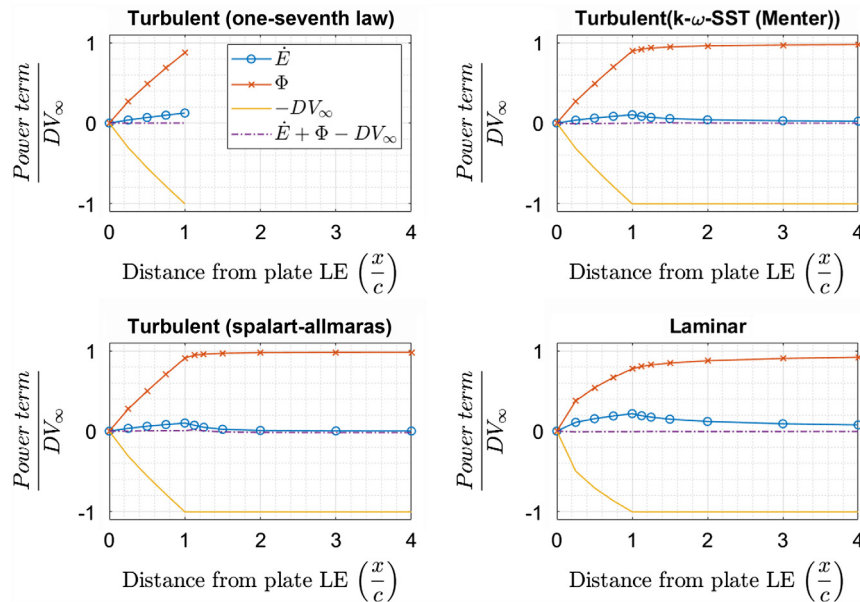 Turbulent (one-seventh law)
1
0
-1
0 1 2 3 4
Power term
DV∞
Distance from plate LE (x/c)
Ė
Φ
−DV∞
Ė + Φ − DV∞
Turbulent(k-ω-SST (Menter))
1
0
-1
0 1 2 3 4
Power term
DV∞
Distance from plate LE (x/c)
Turbulent (spalart-allmaras)
1
0
-1
0 1 2 3 4
Power term
DV∞
Distance from plate LE (x/c)
Laminar
1
0
-1
0 1 2 3 4
Power term
DV∞
Distance from plate LE (x/c)